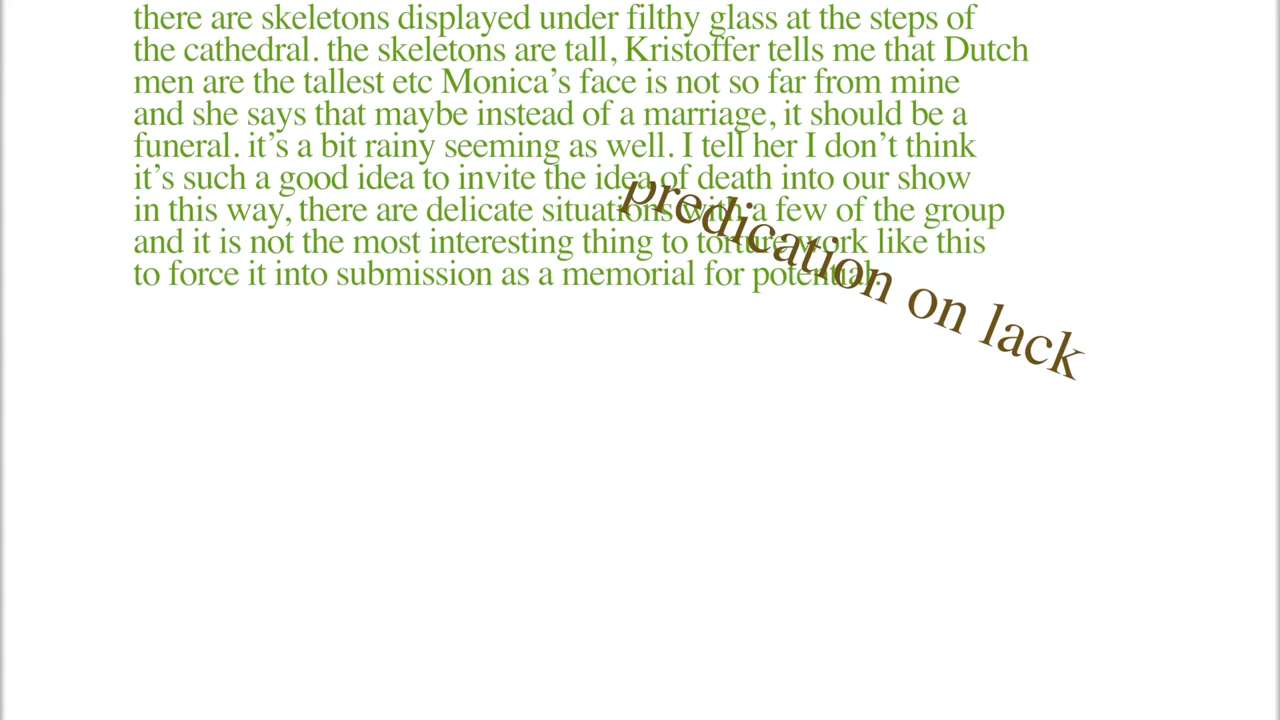 there are skeletons displayed under filthy glass at the steps of
the cathedral. the skeletons are tall, Kristoffer tells me that Dutch
men are the tallest etc Monica’s face is not so far from mine
and she says that maybe instead of a marriage, it should be a
funeral. it’s a bit rainy seeming as well. I tell her I don’t think
it’s such a good idea to invite the idea of death into our show
in this way, there are delicate situations with a few of the group
and it is not the most interesting thing to torture work like this
to force it into submission as a memorial for potential.
predication on lack